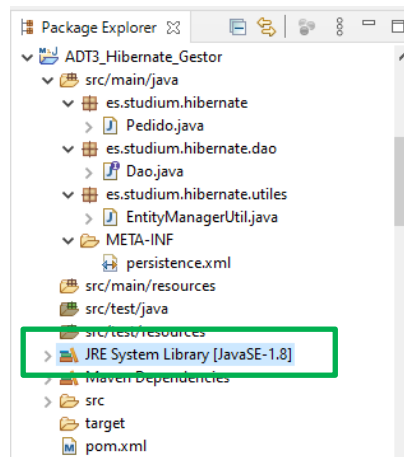 Package Explorer
ADT3_Hibernate_Gestor
src/main/java
es.studium.hibernate
Pedido.java
es.studium.hibernate.dao
Dao.java
es.studium.hibernate.utiles
EntityManagerUtil.java
META-INF
persistence.xml
src/main/resources
src/test/java
src/test/resources
JRE System Library [JavaSE-1.8]
Maven Dependencies
src
target
pom.xml